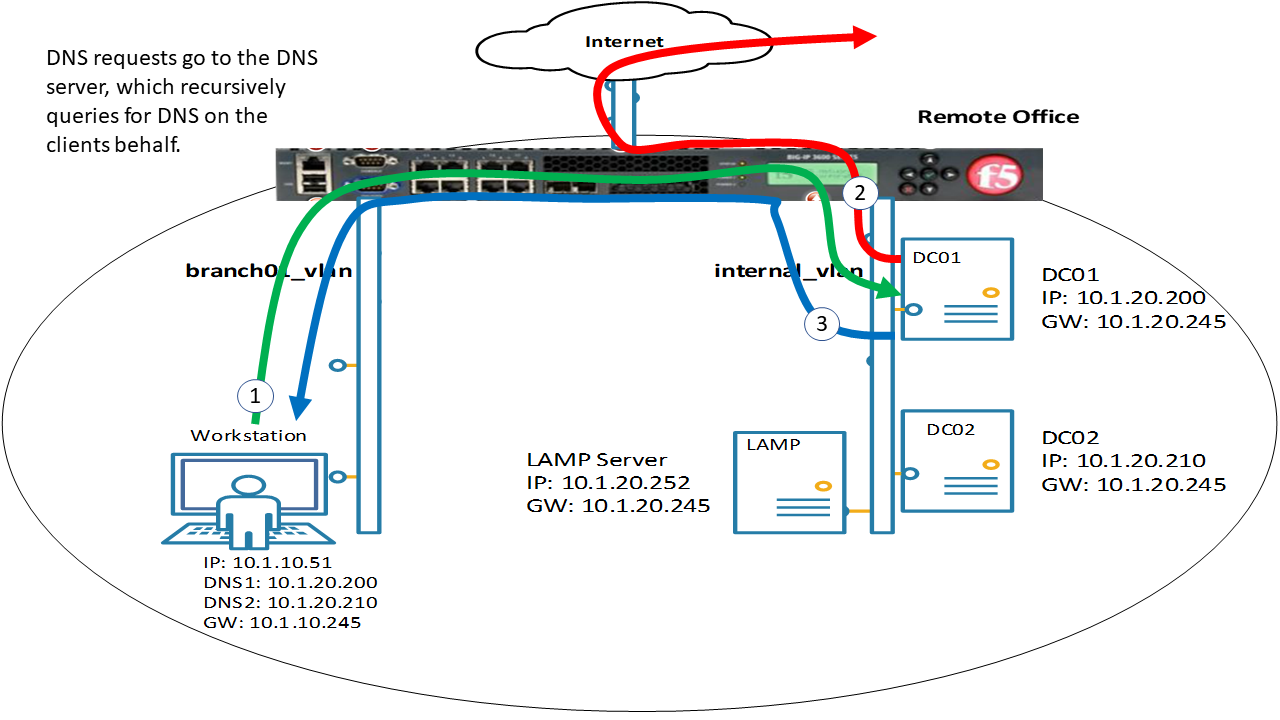 DNS requests go to the DNS
server, which recursively
queries for DNS on the
clients behalf.
Internet
Remote Office
BIG-IP 3600 SERIES
f5
2
branch01_vlan
internal_vlan
DC01
DC01
IP: 10.1.20.200
GW: 10.1.20.245
3
1
Workstation
LAMP
DC02
DC02
IP: 10.1.20.210
GW: 10.1.20.245
LAMP Server
IP: 10.1.20.252
GW: 10.1.20.245
IP: 10.1.10.51
DNS1: 10.1.20.200
DNS2: 10.1.20.210
GW: 10.1.10.245